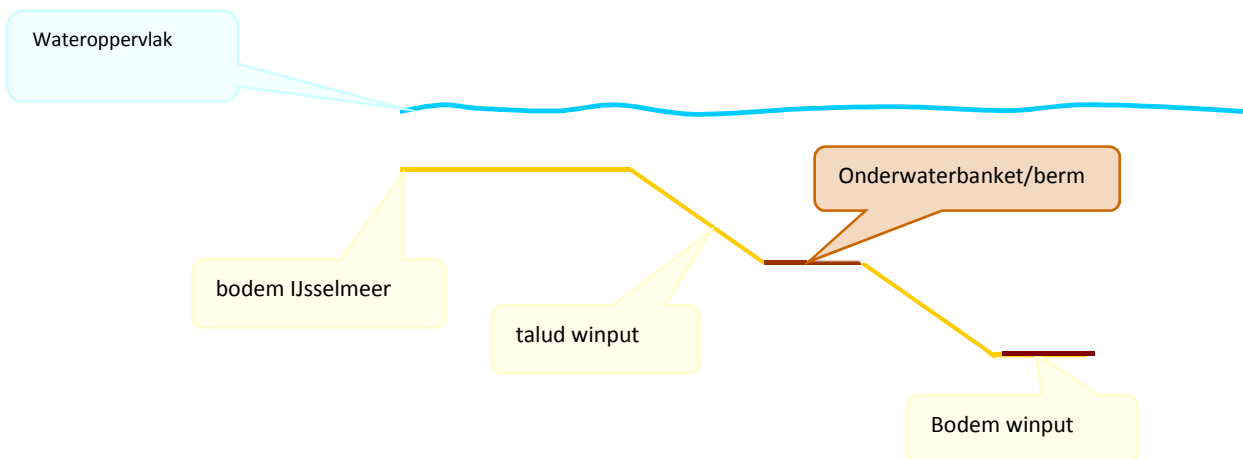 Wateroppervlak
Onderwaterbanket/berm
bodem IJsselmeer
talud winput
Bodem winput